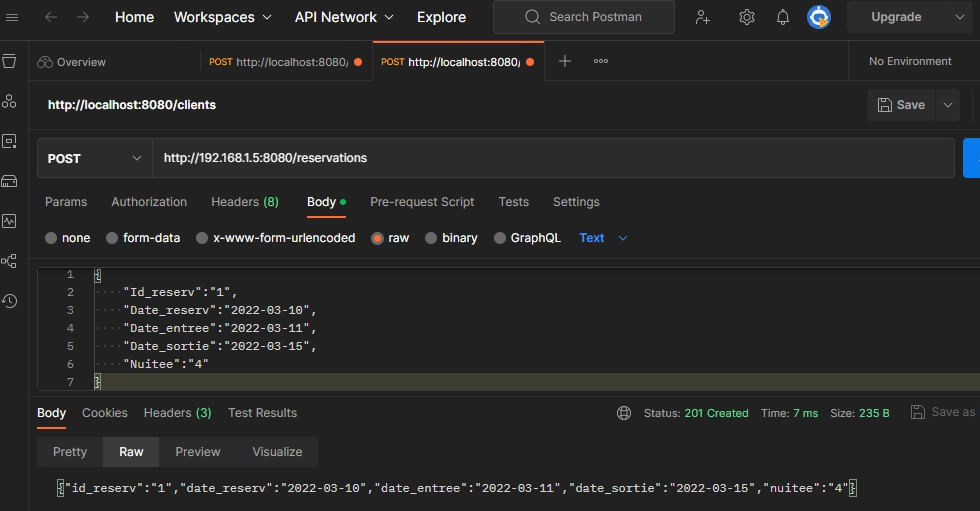 Home Workspaces API Network Explore Search Postman Upgrade
Overview POST http://localhost:8080/ POST http://localhost:8080/ No Environment
http://localhost:8080/clients Save
POST http://192.168.1.5:8080/reservations
Params Authorization Headers (8) Body Pre-request Script Tests Settings
none form-data x-www-form-urlencoded raw binary GraphQL Text
1 {
2 "Id_reserv":"1",
3 "Date_reserv":"2022-03-10",
4 "Date_entree":"2022-03-11",
5 "Date_sortie":"2022-03-15",
6 "Nuitee":"4"
7 }
Body Cookies Headers (3) Test Results Status: 201 Created Time: 7 ms Size: 235 B Save as
Pretty Raw Preview Visualize
{"id_reserv":"1","date_reserv":"2022-03-10","date_entree":"2022-03-11","date_sortie":"2022-03-15","nuitee":"4"}